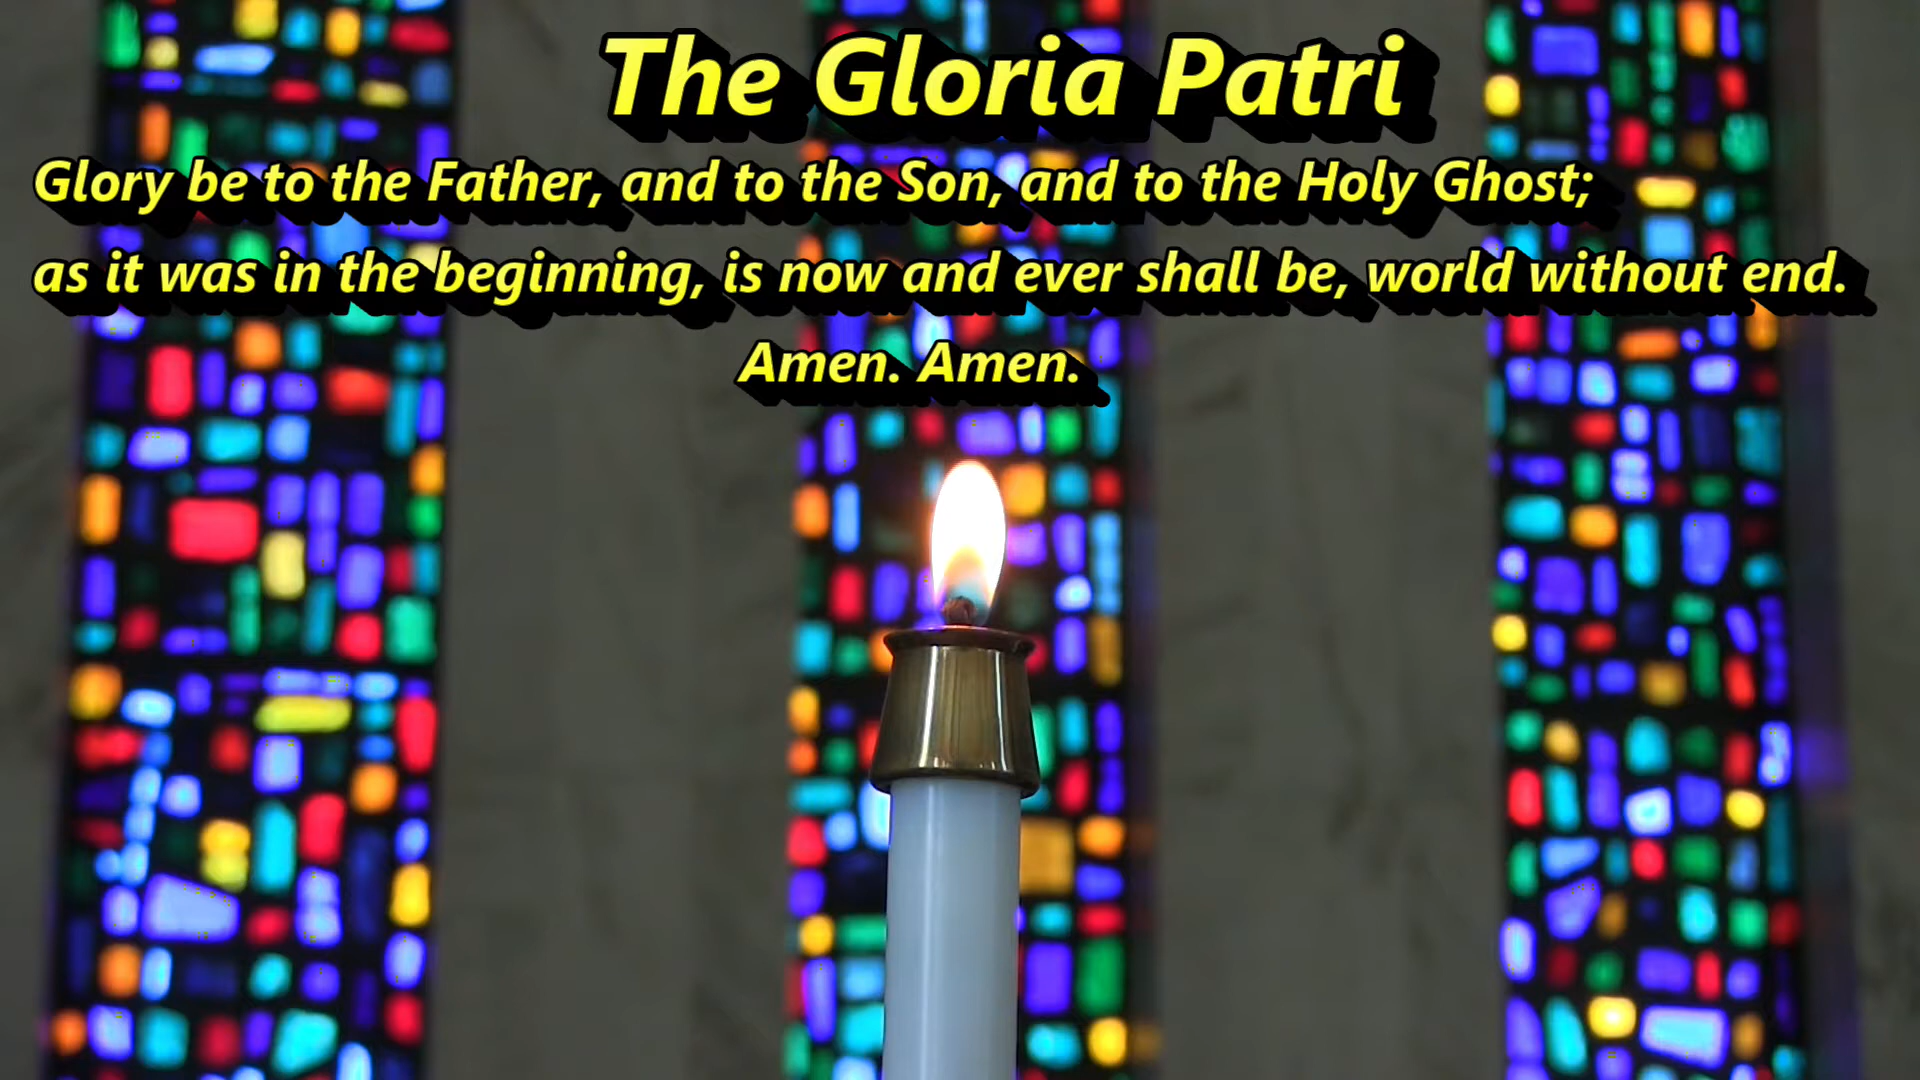 The Gloria Patri
Glory be to the Father, and to the Son, and to the Holy Ghost;
as it was in the beginning, is now and ever shall be, world without end.
Amen. Amen.